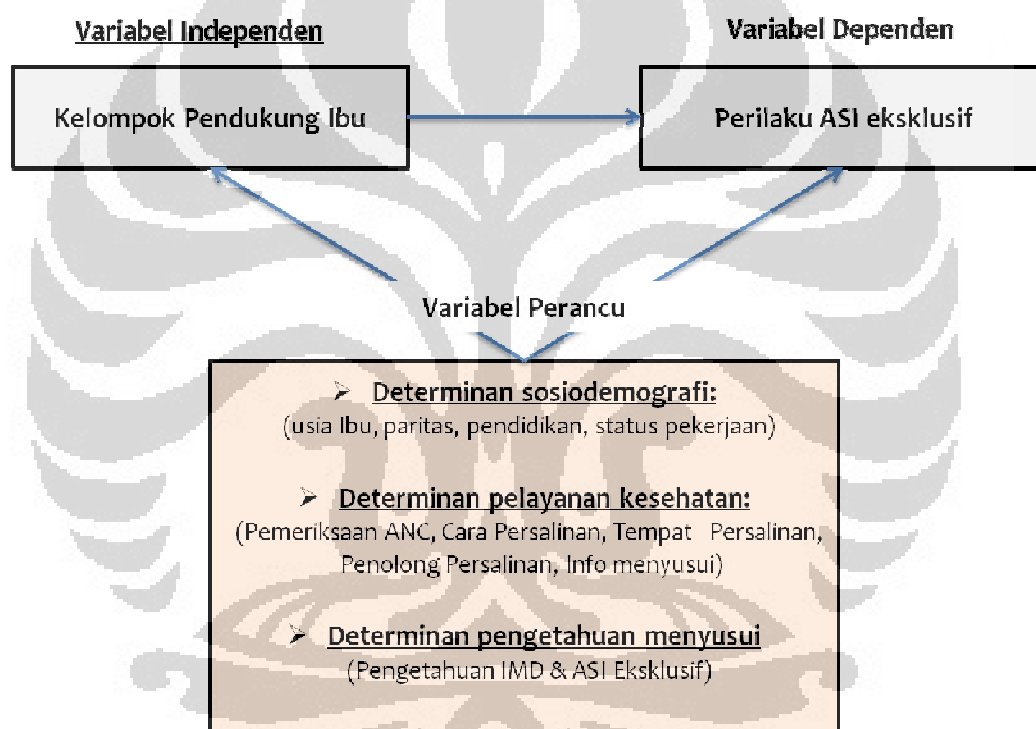 Variabel Independen
Variabel Dependen
Kelompok Pendukung Ibu
Perilaku ASI eksklusif
Variabel Perancu
➢ Determinan sosiodemografi:
(usia Ibu, paritas, pendidikan, status pekerjaan)
➢ Determinan pelayanan kesehatan:
(Pemeriksaan ANC, Cara Persalinan, Tempat Persalinan,
Penolong Persalinan, Info menyusui)
➢ Determinan pengetahuan menyusui
(Pengetahuan IMD & ASI Eksklusif)